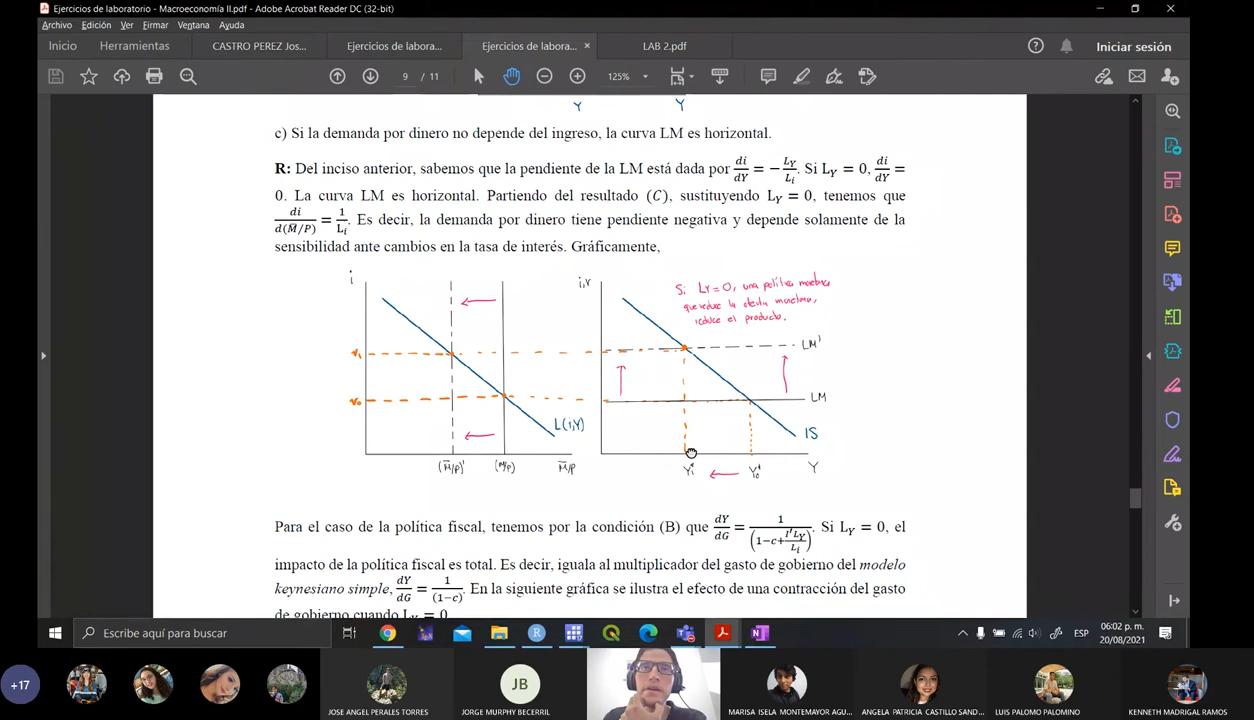 Ejercicios de laboratorio - Macroeconomía II.pdf - Adobe Acrobat Reader DC (32-bit)
Archivo Edición Ver Firmar Ventana Ayuda
Inicio Herramientas CASTRO PEREZ Jos... Ejercicios de labora... Ejercicios de labora... × LAB 2.pdf Iniciar sesión
9 / 11 125%
Y Y
c) Si la demanda por dinero no depende del ingreso, la curva LM es horizontal.
R: Del inciso anterior, sabemos que la pendiente de la LM está dada por di/dY = −L_Y/L_i. Si L_Y = 0, di/dY =
0. La curva LM es horizontal. Partiendo del resultado (C), sustituyendo L_Y = 0, tenemos que
di/d(M̄/P) = 1/L_i. Es decir, la demanda por dinero tiene pendiente negativa y depende solamente de la
sensibilidad ante cambios en la tasa de interés. Gráficamente,
i
i,r
Si LY=0, una política monetaria
que reduce la oferta monetaria,
reduce el producto.
r₁
LM'
r₀
LM
L(i,Y)
IS
(M̄/P)' (M/P) M̄/P
Y₁* Y₀* Y
Para el caso de la política fiscal, tenemos por la condición (B) que dY/dG = 1/(1−c+I'L_Y/L_i). Si L_Y = 0, el
impacto de la política fiscal es total. Es decir, iguala al multiplicador del gasto de gobierno del modelo
keynesiano simple, dY/dG = 1/(1−c). En la siguiente gráfica se ilustra el efecto de una contracción del gasto
de gobierno cuando L_Y = 0.
Escribe aquí para buscar
ESP
06:02 p. m.
20/08/2021
+17
JB
JOSE ANGEL PERALES TORRES JORGE MURPHY BECERRIL MARISA ISELA MONTEMAYOR AGU... ANGELA PATRICIA CASTILLO SAND... LUIS PALOMO PALOMINO KENNETH MADRIGAL RAMOS